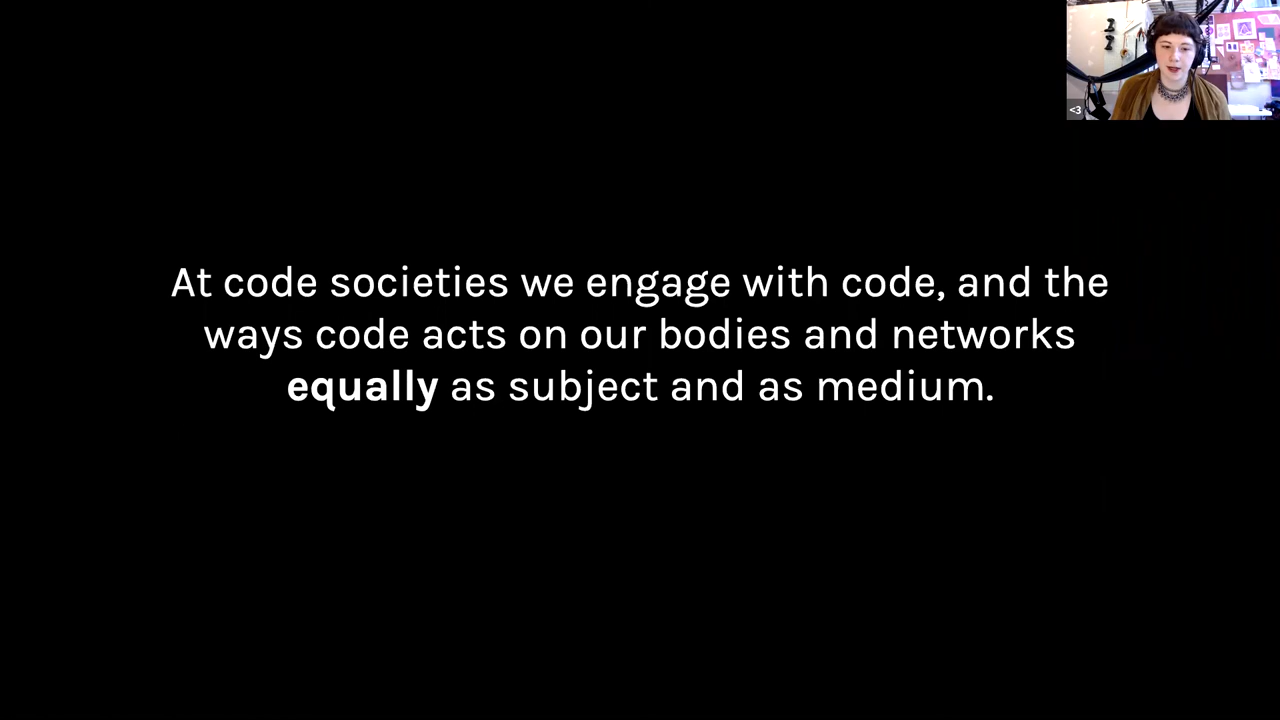 <3
At code societies we engage with code, and the
ways code acts on our bodies and networks
equally as subject and as medium.